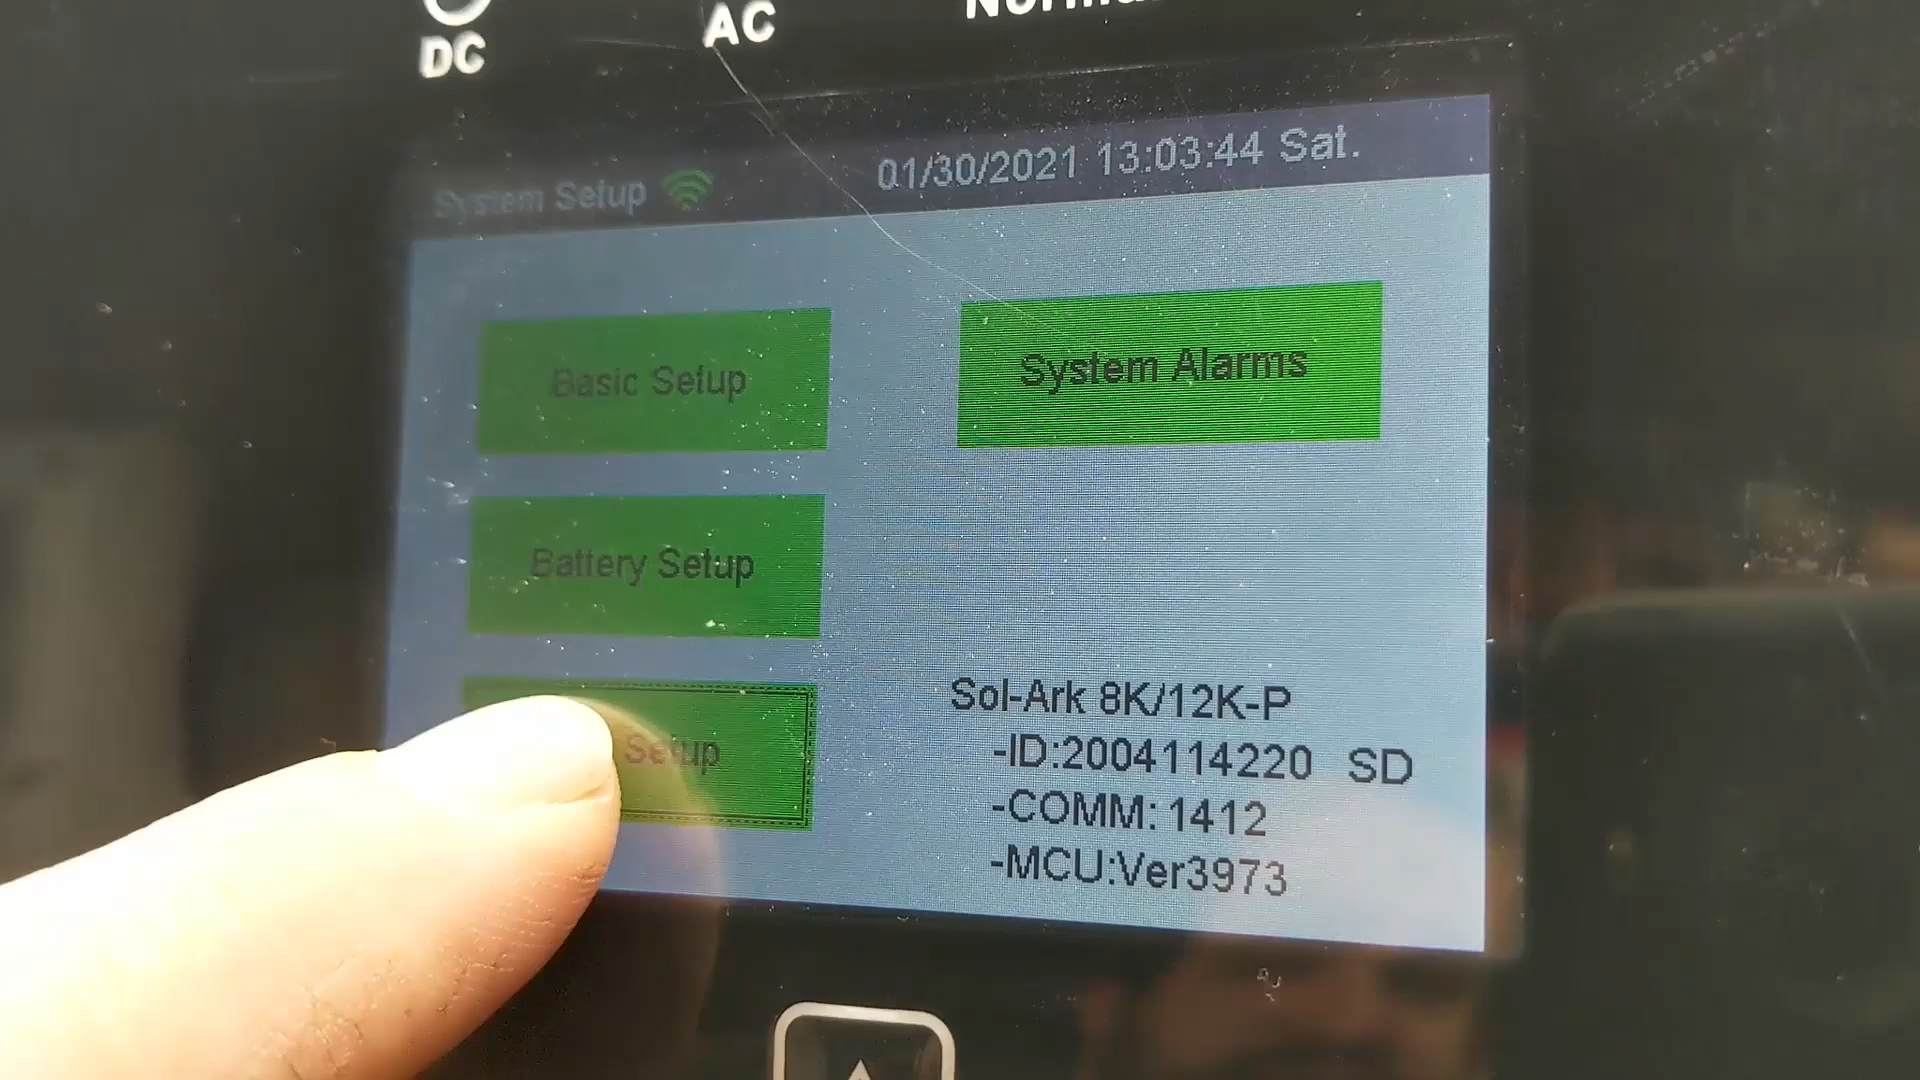 DC
AC
System Setup
01/30/2021 13:03:44 Sat.
Basic Setup
System Alarms
Battery Setup
Setup
Sol-Ark 8K/12K-P
-ID:2004114220 SD
-COMM: 1412
-MCU:Ver3973